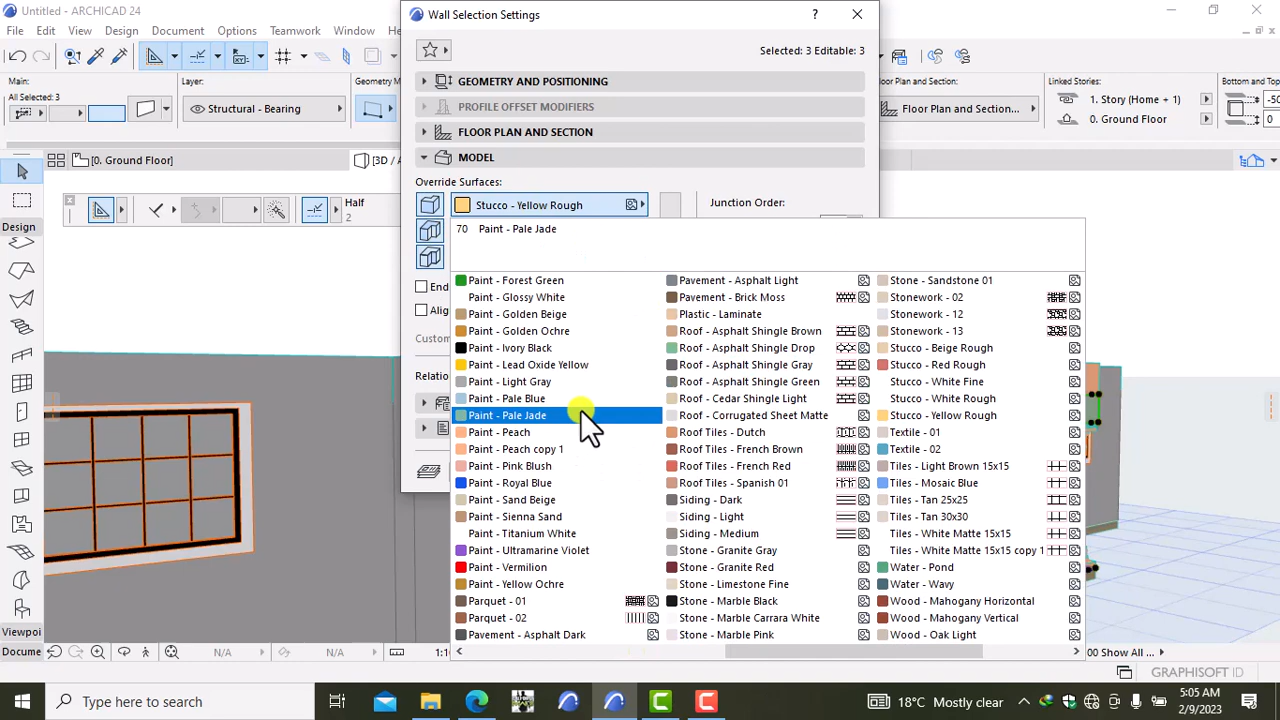 Untitled - ARCHICAD 24
File Edit View Design Document Options Teamwork Window
Wall Selection Settings
?
Selected: 3 Editable: 3
Main:
All Selected: 3
Layer:
Structural - Bearing
Geometry M
Floor Plan and Section...
Linked Stories:
1. Story (Home + 1)
0. Ground Floor
Bottom and Top
-50
0
GEOMETRY AND POSITIONING
PROFILE OFFSET MODIFIERS
FLOOR PLAN AND SECTION
MODEL
[0. Ground Floor]
[3D / A
Override Surfaces:
Stucco - Yellow Rough
Junction Order:
Half
2
Design
End
Alig
Custom
Relatio
70 Paint - Pale Jade
Paint - Forest Green
Paint - Glossy White
Paint - Golden Beige
Paint - Golden Ochre
Paint - Ivory Black
Paint - Lead Oxide Yellow
Paint - Light Gray
Paint - Pale Blue
Paint - Pale Jade
Paint - Peach
Paint - Peach copy 1
Paint - Pink Blush
Paint - Royal Blue
Paint - Sand Beige
Paint - Sienna Sand
Paint - Titanium White
Paint - Ultramarine Violet
Paint - Vermilion
Paint - Yellow Ochre
Parquet - 01
Parquet - 02
Pavement - Asphalt Dark
Pavement - Asphalt Light
Pavement - Brick Moss
Plastic - Laminate
Roof - Asphalt Shingle Brown
Roof - Asphalt Shingle Drop
Roof - Asphalt Shingle Gray
Roof - Asphalt Shingle Green
Roof - Cedar Shingle Light
Roof - Corrugated Sheet Matte
Roof Tiles - Dutch
Roof Tiles - French Brown
Roof Tiles - French Red
Roof Tiles - Spanish 01
Siding - Dark
Siding - Light
Siding - Medium
Stone - Granite Gray
Stone - Granite Red
Stone - Limestone Fine
Stone - Marble Black
Stone - Marble Carrara White
Stone - Marble Pink
Stone - Sandstone 01
Stonework - 02
Stonework - 12
Stonework - 13
Stucco - Beige Rough
Stucco - Red Rough
Stucco - White Fine
Stucco - White Rough
Stucco - Yellow Rough
Textile - 01
Textile - 02
Tiles - Light Brown 15x15
Tiles - Mosaic Blue
Tiles - Tan 25x25
Tiles - Tan 30x30
Tiles - White Matte 15x15
Tiles - White Matte 15x15 copy 1
Water - Pond
Water - Wavy
Wood - Mahogany Horizontal
Wood - Mahogany Vertical
Wood - Oak Light
Viewpoi
Docume
N/A
N/A
1:10
00 Show All ...
GRAPHISOFT ID
Type here to search
18°C Mostly clear
5:05 AM
2/9/2023